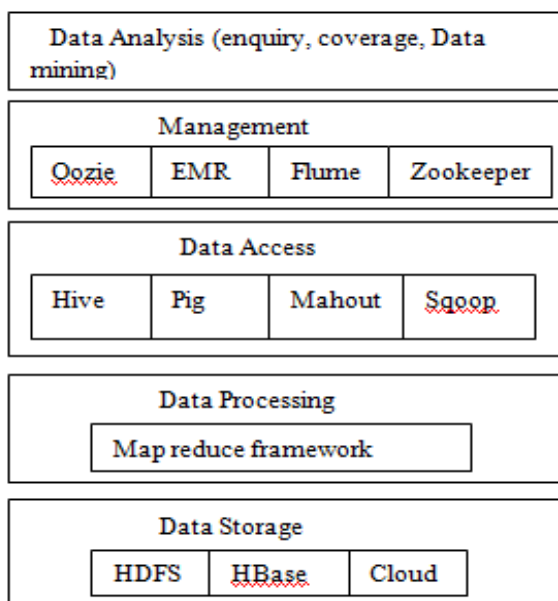 Data Analysis (enquiry, coverage, Data
mining)
Management
Oozie EMR Flume Zookeeper
Data Access
Hive Pig Mahout Sqoop
Data Processing
Map reduce framework
Data Storage
HDFS HBase Cloud